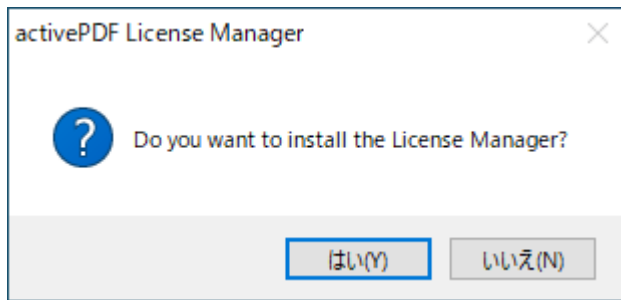 activePDF License Manager
?
Do you want to install the License Manager?
はい(Y)
いいえ(N)